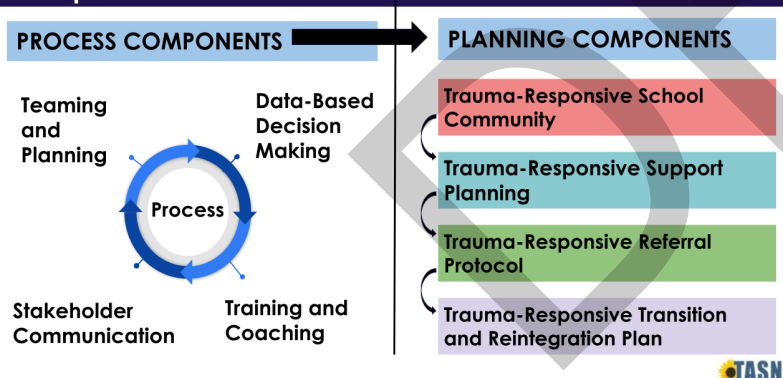 PROCESS COMPONENTS
PLANNING COMPONENTS
Teaming
and
Planning
Data-Based
Decision
Making
Process
Stakeholder
Communication
Training and
Coaching
Trauma-Responsive School
Community
Trauma-Responsive Support
Planning
Trauma-Responsive Referral
Protocol
Trauma-Responsive Transition
and Reintegration Plan
TASN